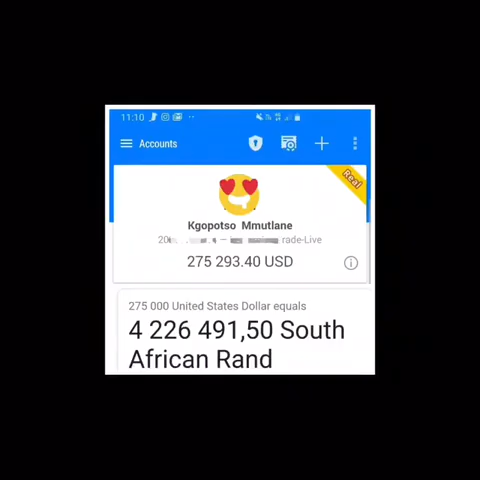 11:10
Accounts
Real
Kgopotso Mmutlane
rade-Live
275 293.40 USD
275 000 United States Dollar equals
4 226 491,50 South
African Rand